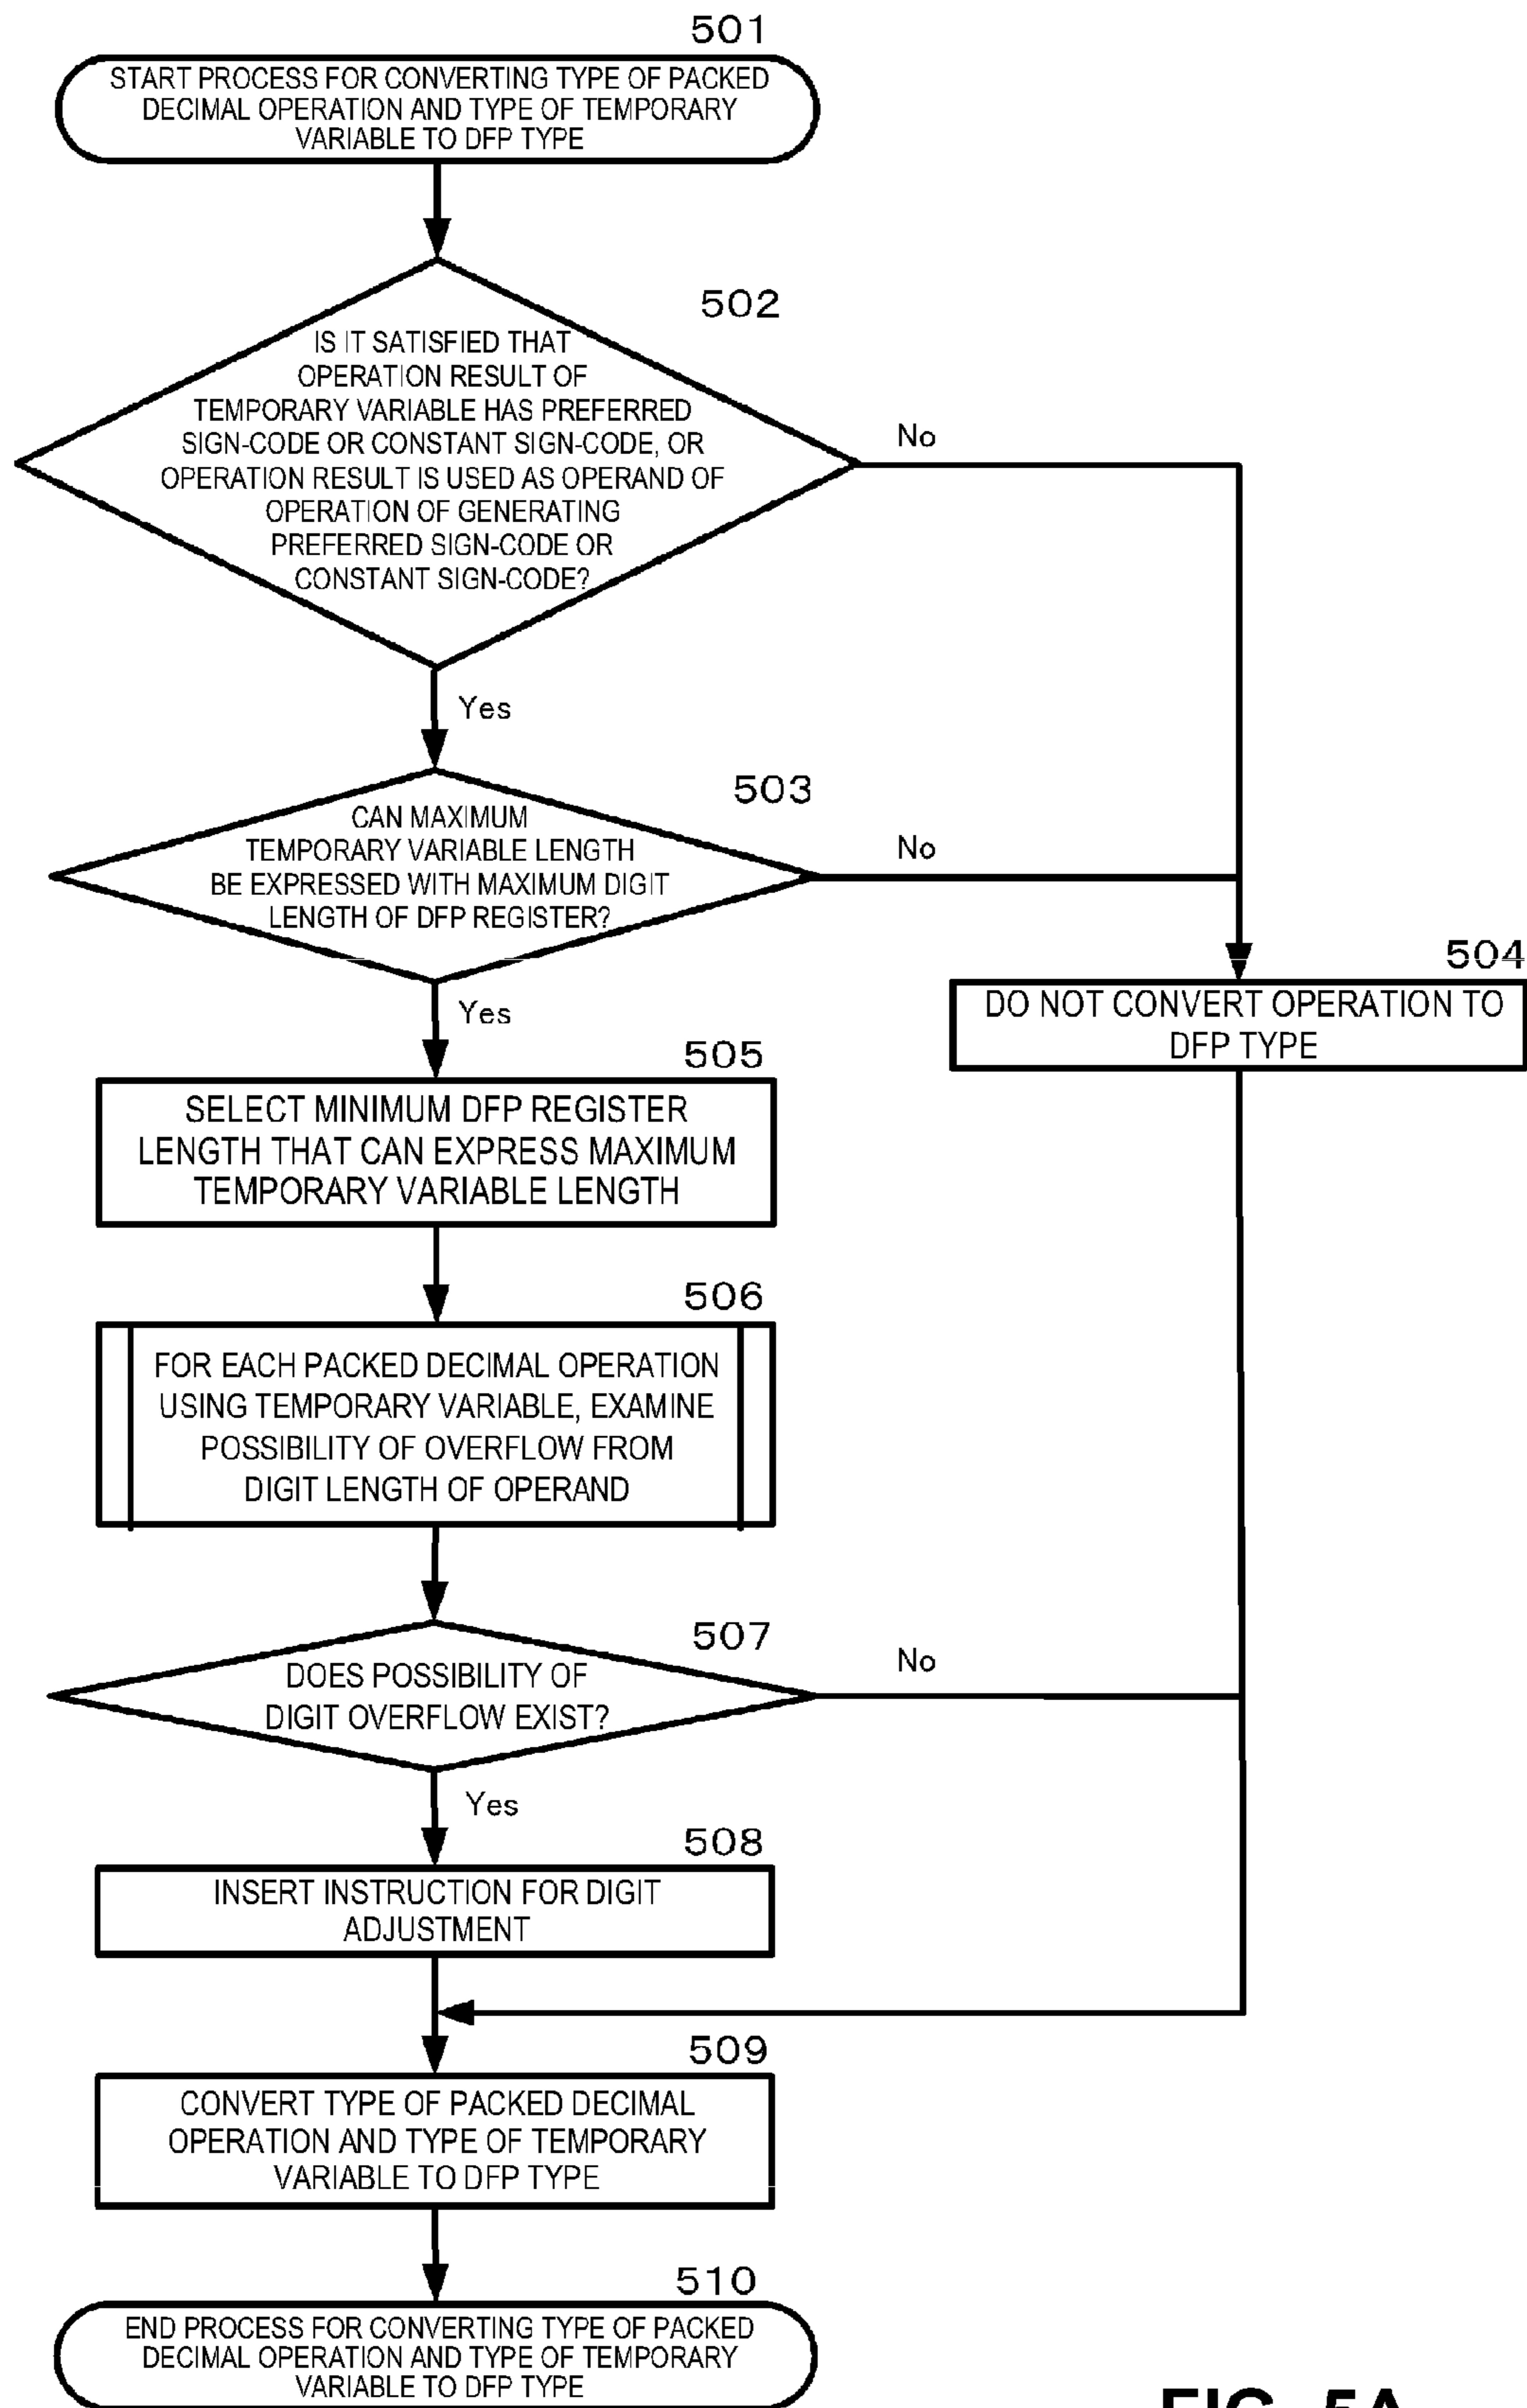 501
START PROCESS FOR CONVERTING TYPE OF PACKED
DECIMAL OPERATION AND TYPE OF TEMPORARY
VARIABLE TO DFP TYPE
502
IS IT SATISFIED THAT
OPERATION RESULT OF
TEMPORARY VARIABLE HAS PREFERRED
SIGN-CODE OR CONSTANT SIGN-CODE, OR
OPERATION RESULT IS USED AS OPERAND OF
OPERATION OF GENERATING
PREFERRED SIGN-CODE OR
CONSTANT SIGN-CODE?
No
Yes
503
CAN MAXIMUM
TEMPORARY VARIABLE LENGTH
BE EXPRESSED WITH MAXIMUM DIGIT
LENGTH OF DFP REGISTER?
No
Yes
504
DO NOT CONVERT OPERATION TO
DFP TYPE
505
SELECT MINIMUM DFP REGISTER
LENGTH THAT CAN EXPRESS MAXIMUM
TEMPORARY VARIABLE LENGTH
506
FOR EACH PACKED DECIMAL OPERATION
USING TEMPORARY VARIABLE, EXAMINE
POSSIBILITY OF OVERFLOW FROM
DIGIT LENGTH OF OPERAND
507
DOES POSSIBILITY OF
DIGIT OVERFLOW EXIST?
No
Yes
508
INSERT INSTRUCTION FOR DIGIT
ADJUSTMENT
509
CONVERT TYPE OF PACKED DECIMAL
OPERATION AND TYPE OF TEMPORARY
VARIABLE TO DFP TYPE
510
END PROCESS FOR CONVERTING TYPE OF PACKED
DECIMAL OPERATION AND TYPE OF TEMPORARY
VARIABLE TO DFP TYPE
FIG. 5A